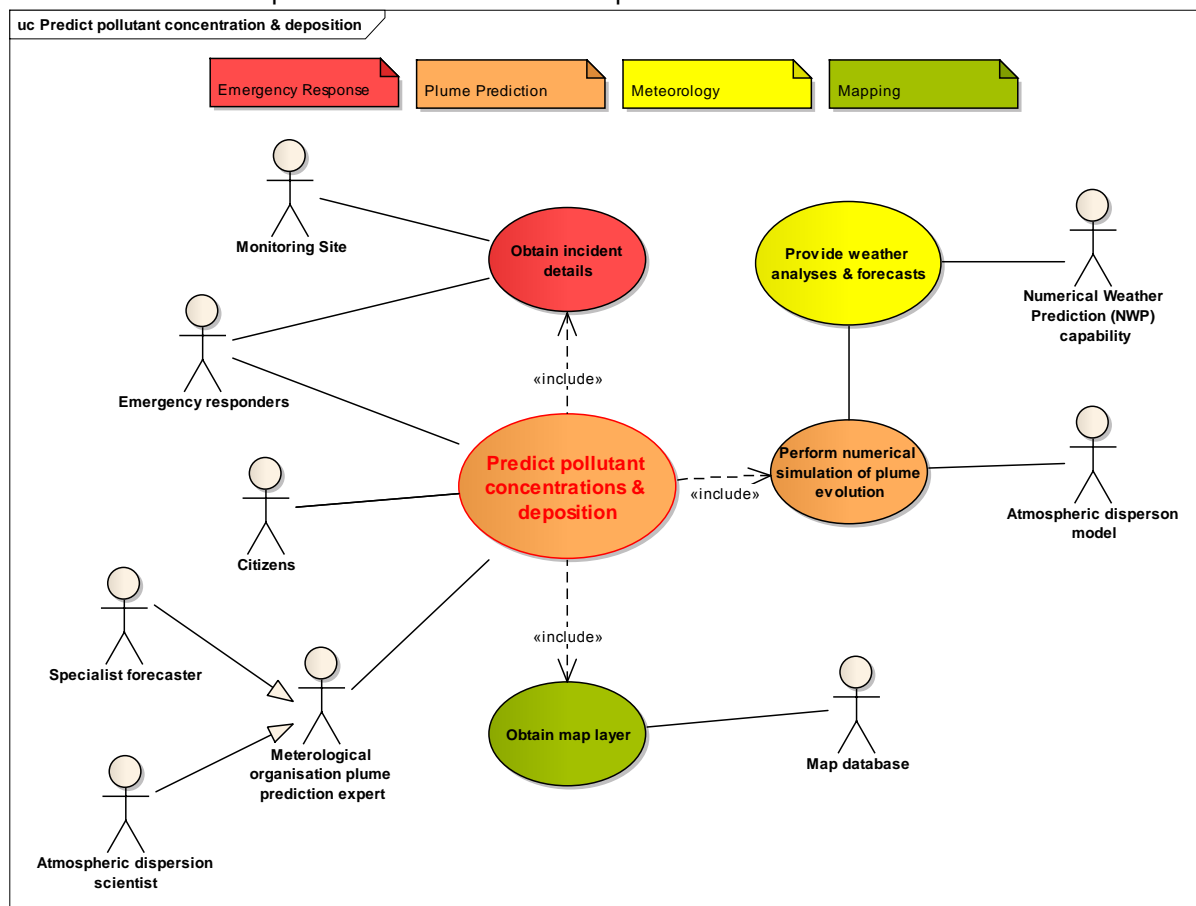 uc Predict pollutant concentration & deposition
Emergency Response
Plume Prediction
Meteorology
Mapping
Monitoring Site
Obtain incident
details
Provide weather
analyses & forecasts
Numerical Weather
Prediction (NWP)
capability
Emergency responders
«include»
Predict pollutant
concentrations &
deposition
«include»
Perform numerical
simulation of plume
evolution
Atmospheric disperson
model
Citizens
«include»
Specialist forecaster
Obtain map layer
Map database
Meterological
organisation plume
prediction expert
Atmospheric dispersion
scientist